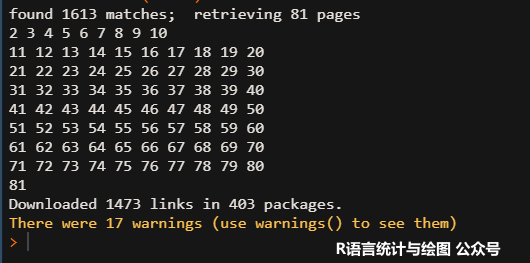 found 1613 matches;  retrieving 81 pages
2 3 4 5 6 7 8 9 10
11 12 13 14 15 16 17 18 19 20
21 22 23 24 25 26 27 28 29 30
31 32 33 34 35 36 37 38 39 40
41 42 43 44 45 46 47 48 49 50
51 52 53 54 55 56 57 58 59 60
61 62 63 64 65 66 67 68 69 70
71 72 73 74 75 76 77 78 79 80
81
Downloaded 1473 links in 403 packages.
There were 17 warnings (use warnings() to see them)
>
R语言统计与绘图 公众号